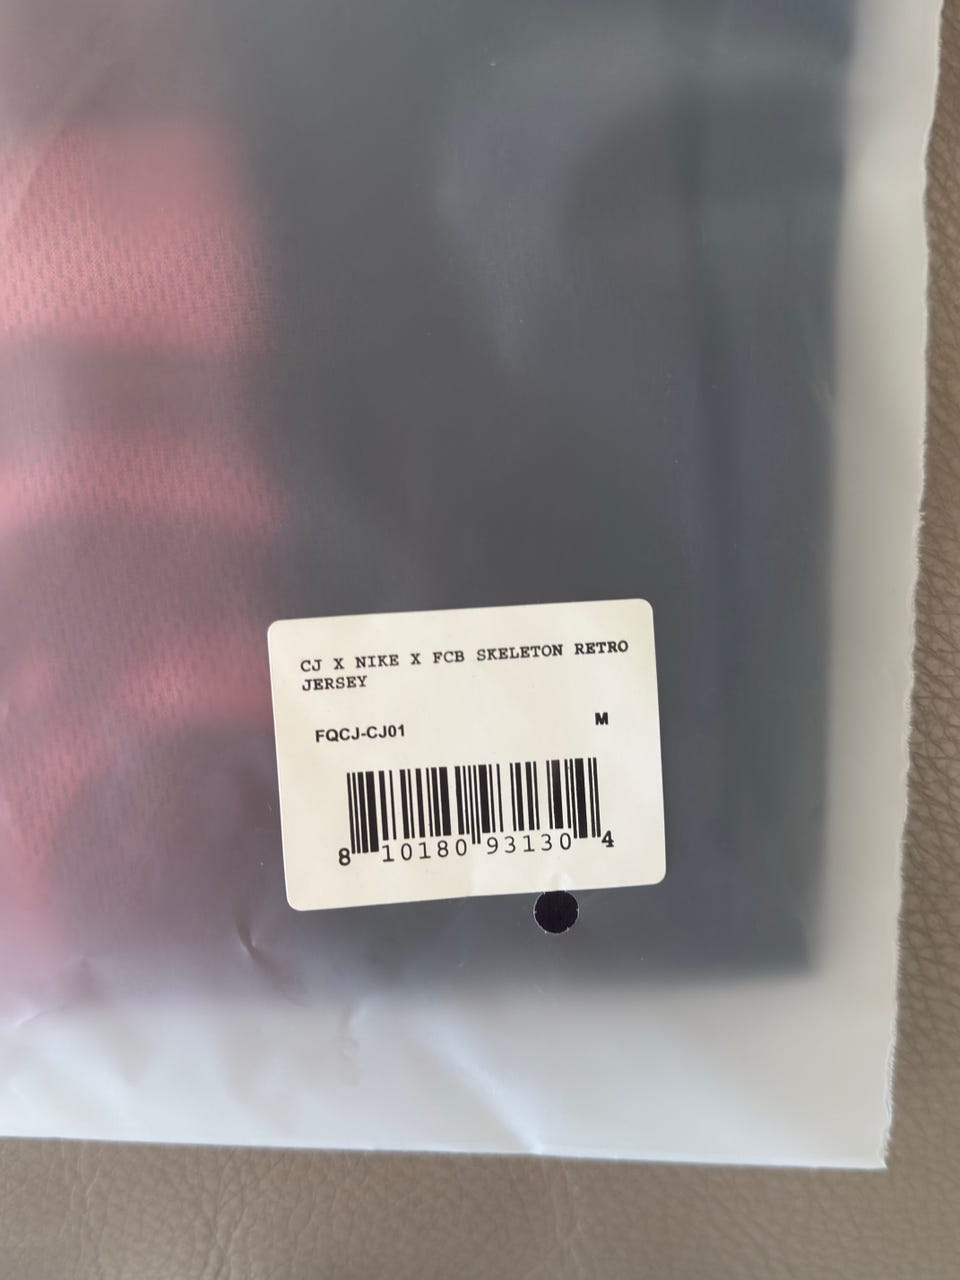 CJ X NIKE X FCB SKELETON RETRO
JERSEY
FQCJ-CJ01 M
8 10180 93130 4